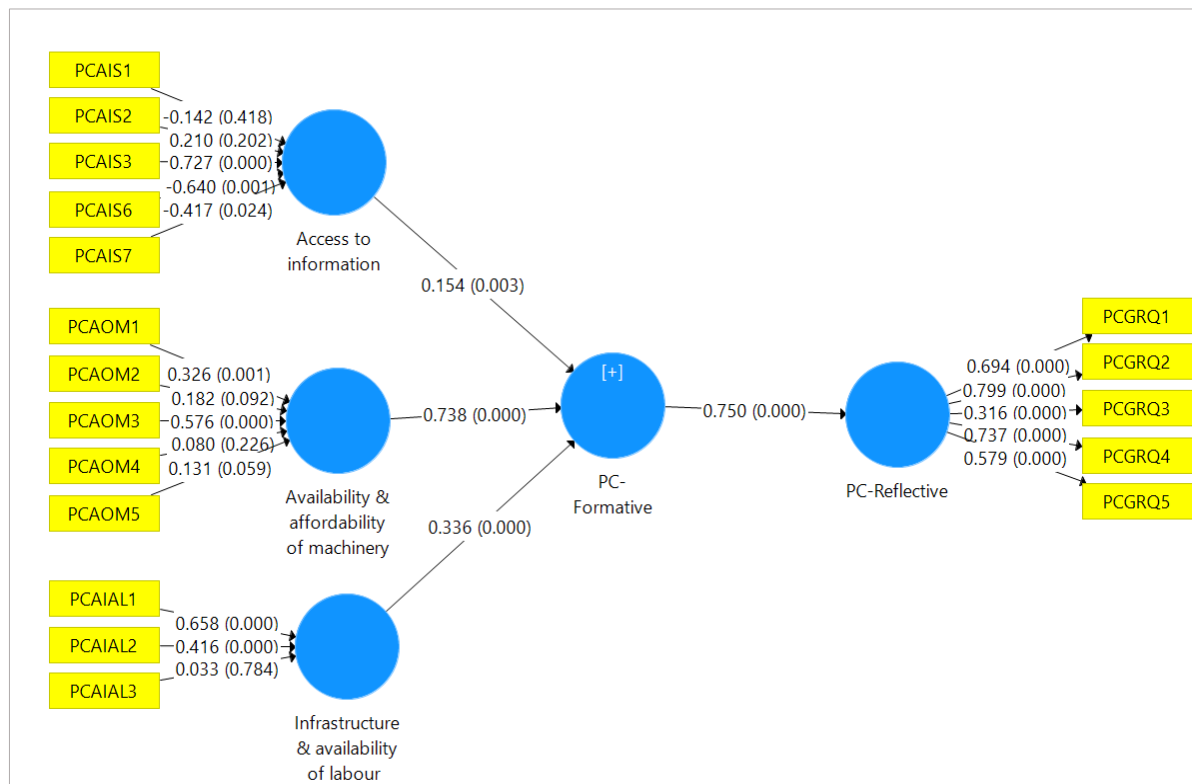 PCAIS1
PCAIS2
PCAIS3
PCAIS6
PCAIS7
-0.142 (0.418)
0.210 (0.202)
0.727 (0.000)
-0.640 (0.001)
-0.417 (0.024)
Access to
information
0.154 (0.003)
PCAOM1
PCAOM2
PCAOM3
PCAOM4
PCAOM5
0.326 (0.001)
0.182 (0.092)
0.576 (0.000)
0.080 (0.226)
0.131 (0.059)
Availability &
affordability
of machinery
0.738 (0.000)
PCAIAL1
PCAIAL2
PCAIAL3
0.658 (0.000)
0.416 (0.000)
0.033 (0.784)
Infrastructure
& availability
of labour
0.336 (0.000)
[+]
PC-
Formative
0.750 (0.000)
PC-Reflective
0.694 (0.000)
0.799 (0.000)
0.316 (0.000)
0.737 (0.000)
0.579 (0.000)
PCGRQ1
PCGRQ2
PCGRQ3
PCGRQ4
PCGRQ5